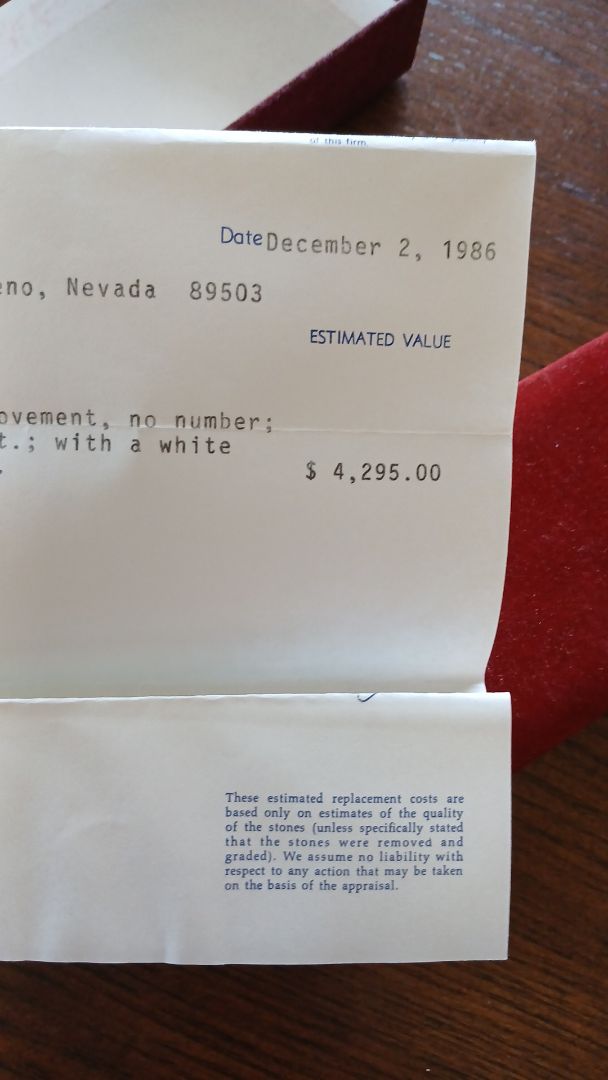 of this firm.
Date December 2, 1986
eno, Nevada 89503
ESTIMATED VALUE
ovement, no number;
t.; with a white
$ 4,295.00
These estimated replacement costs are
based only on estimates of the quality
of the stones (unless specifically stated
that the stones were removed and
graded). We assume no liability with
respect to any action that may be taken
on the basis of the appraisal.